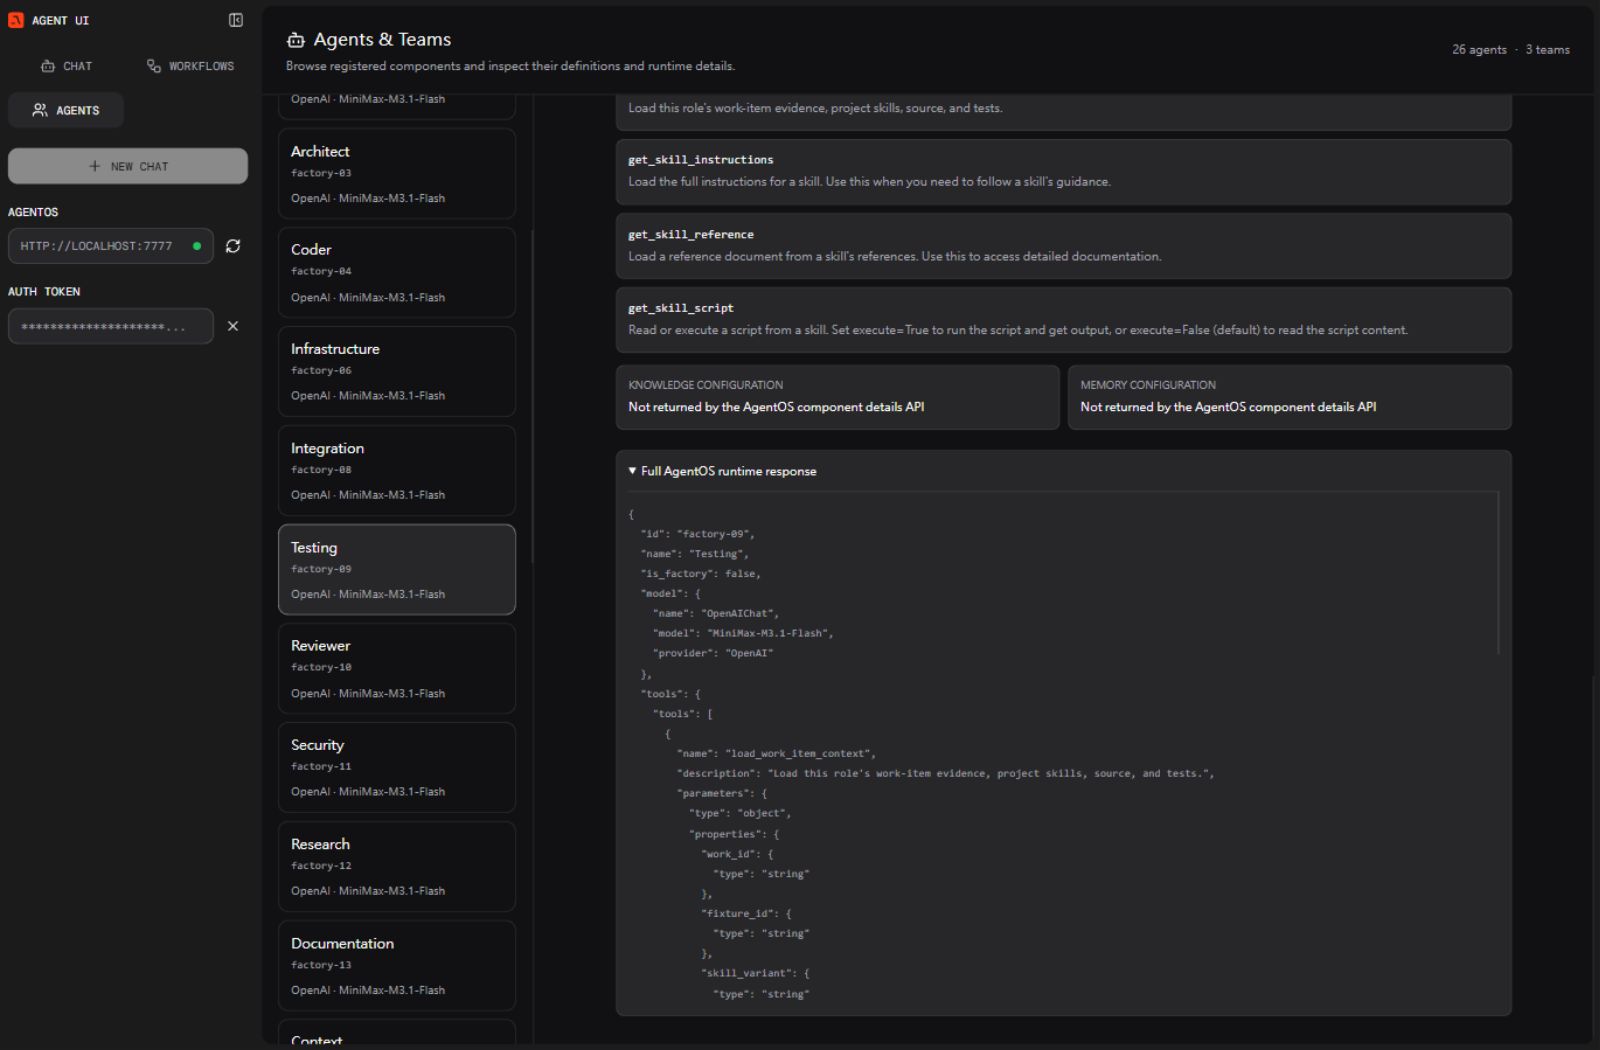 AGENT UI
CHAT
WORKFLOWS
AGENTS
+ NEW CHAT
AGENTOS
HTTP://LOCALHOST:7777
AUTH TOKEN
********************...
Agents & Teams
Browse registered components and inspect their definitions and runtime details.
26 agents · 3 teams
OpenAI · MiniMax-M3.1-Flash
Architect
factory-03
OpenAI · MiniMax-M3.1-Flash
Coder
factory-04
OpenAI · MiniMax-M3.1-Flash
Infrastructure
factory-06
OpenAI · MiniMax-M3.1-Flash
Integration
factory-08
OpenAI · MiniMax-M3.1-Flash
Testing
factory-09
OpenAI · MiniMax-M3.1-Flash
Reviewer
factory-10
OpenAI · MiniMax-M3.1-Flash
Security
factory-11
OpenAI · MiniMax-M3.1-Flash
Research
factory-12
OpenAI · MiniMax-M3.1-Flash
Documentation
factory-13
OpenAI · MiniMax-M3.1-Flash
Context
Load this role's work-item evidence, project skills, source, and tests.
get_skill_instructions
Load the full instructions for a skill. Use this when you need to follow a skill's guidance.
get_skill_reference
Load a reference document from a skill's references. Use this to access detailed documentation.
get_skill_script
Read or execute a script from a skill. Set execute=True to run the script and get output, or execute=False (default) to read the script content.
KNOWLEDGE CONFIGURATION
Not returned by the AgentOS component details API
MEMORY CONFIGURATION
Not returned by the AgentOS component details API
▼ Full AgentOS runtime response
{
"id": "factory-09",
"name": "Testing",
"is_factory": false,
"model": {
"name": "OpenAIChat",
"model": "MiniMax-M3.1-Flash",
"provider": "OpenAI"
},
"tools": {
"tools": [
{
"name": "load_work_item_context",
"description": "Load this role's work-item evidence, project skills, source, and tests.",
"parameters": {
"type": "object",
"properties": {
"work_id": {
"type": "string"
},
"fixture_id": {
"type": "string"
},
"skill_variant": {
"type": "string"